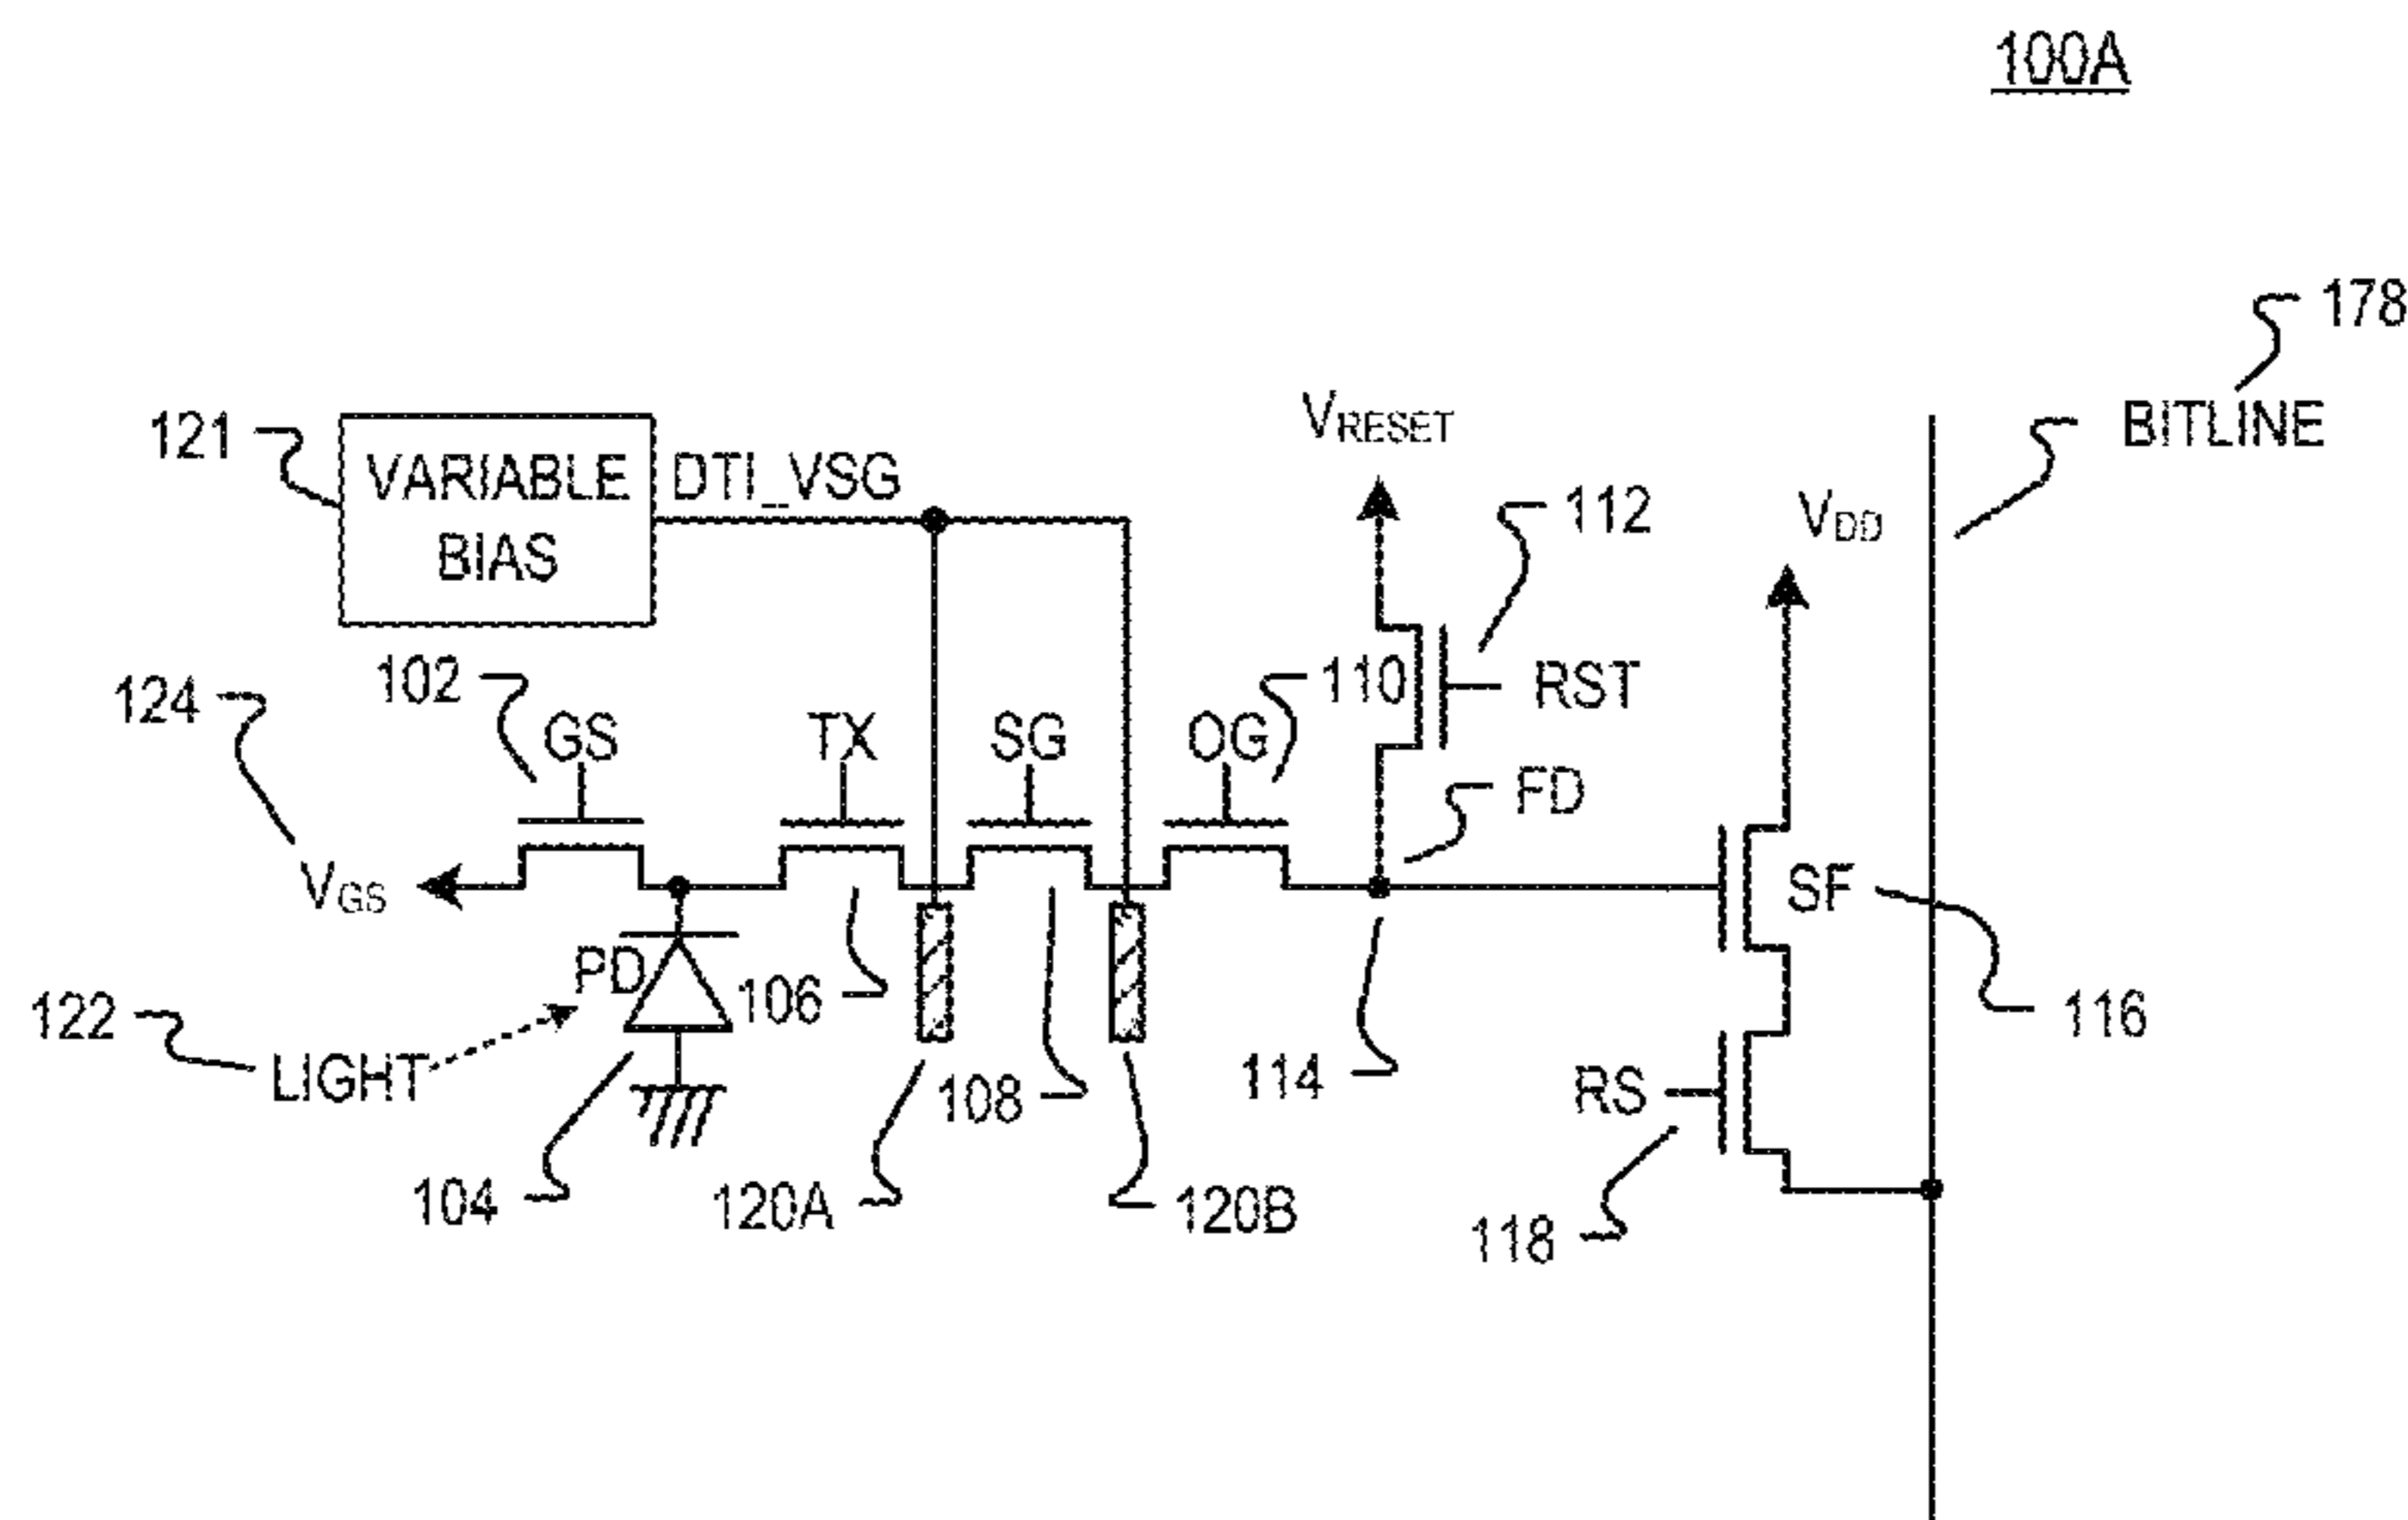 100A
178
BITLINE
121
VARIABLE
BIAS
DTI_VSG
VRESET
112
VDD
124
102
GS
TX
SG
OG
110
RST
FD
VGS
SF
PD
106
122
LIGHT
108
114
116
RS
104
120A
120B
118